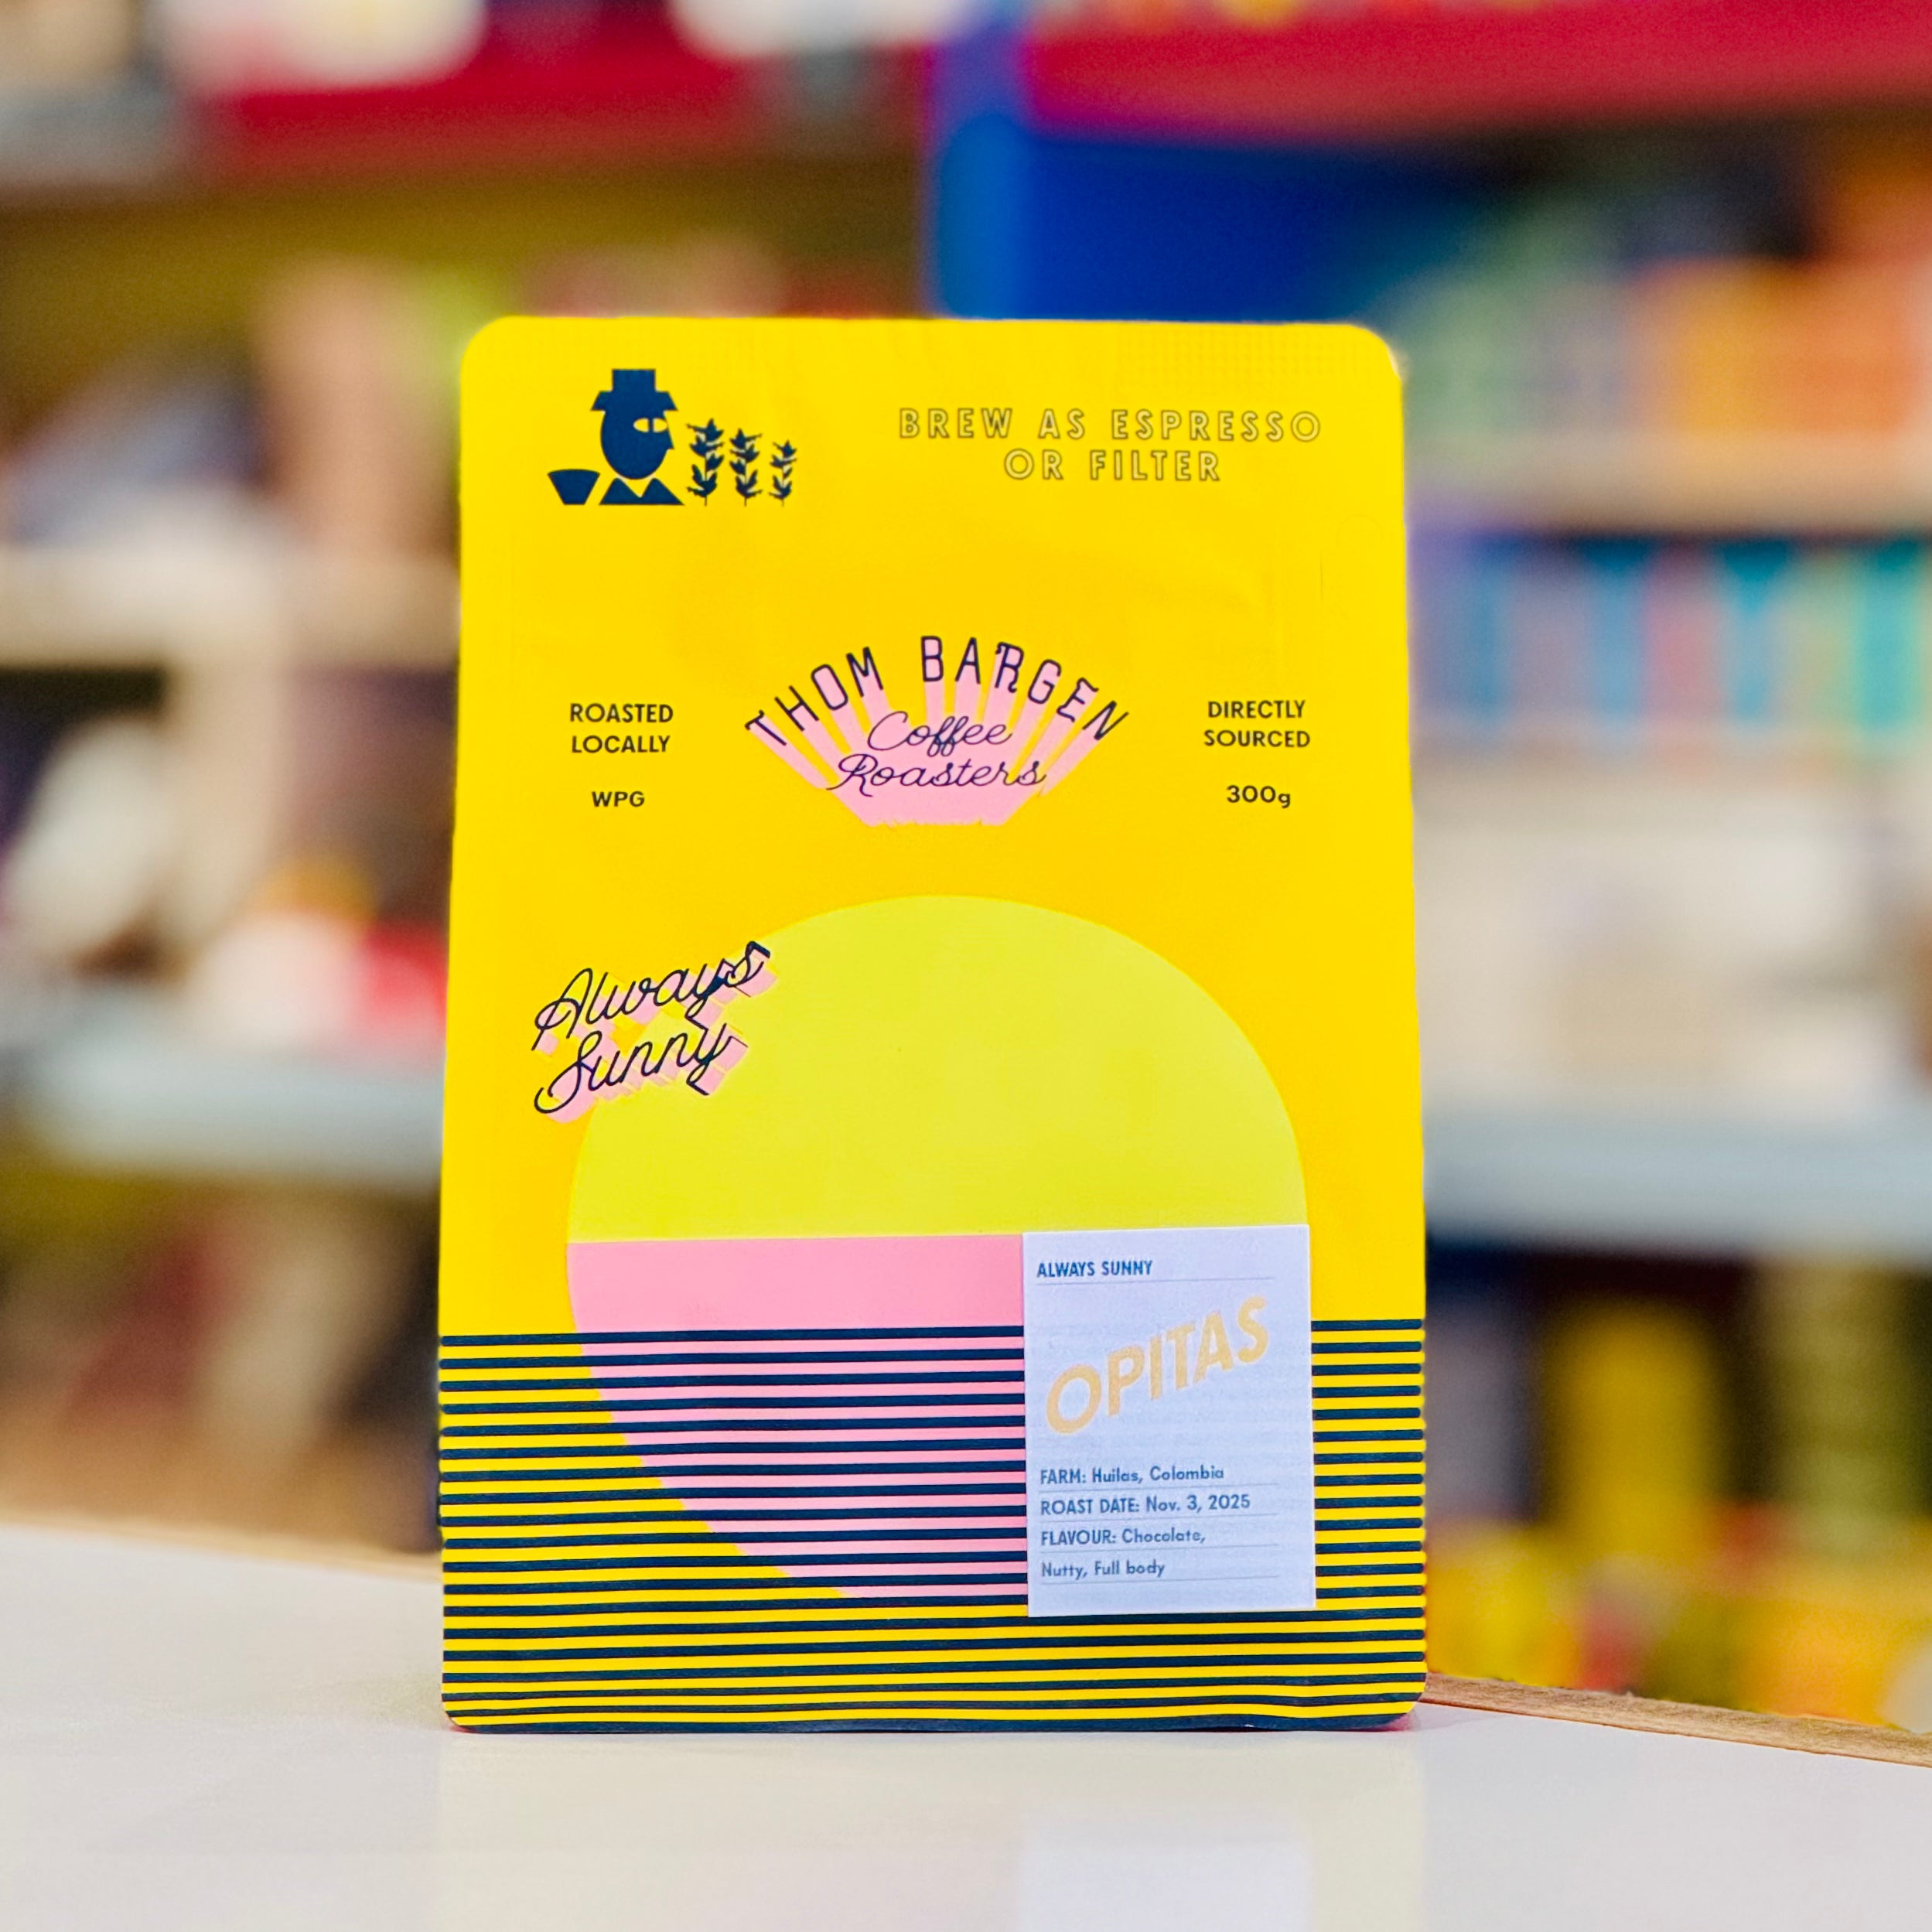 BREW AS ESPRESSO
OR FILTER
THOM BARGEN
Coffee
Roasters
ROASTED
LOCALLY
WPG
DIRECTLY
SOURCED
300g
Always
Sunny
ALWAYS SUNNY
OPITAS
FARM: Huilas, Colombia
ROAST DATE: Nov. 3, 2025
FLAVOUR: Chocolate,
Nutty, Full body